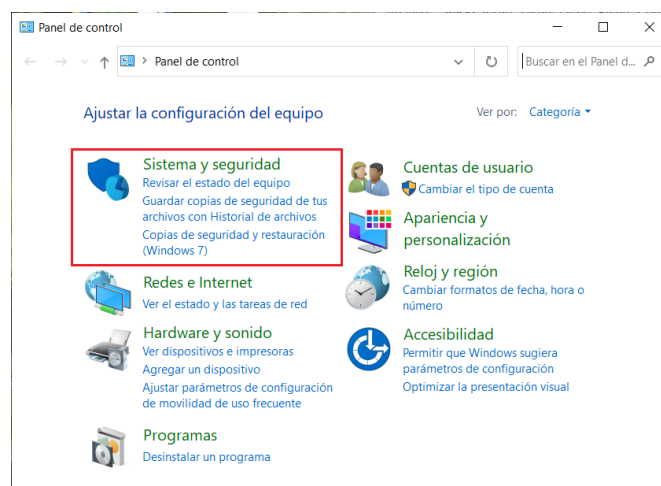 Panel de control
Panel de control
Buscar en el Panel d...
Ajustar la configuración del equipo
Ver por: Categoría
Sistema y seguridad
Revisar el estado del equipo
Guardar copias de seguridad de tus
archivos con Historial de archivos
Copias de seguridad y restauración
(Windows 7)
Redes e Internet
Ver el estado y las tareas de red
Hardware y sonido
Ver dispositivos e impresoras
Agregar un dispositivo
Ajustar parámetros de configuración
de movilidad de uso frecuente
Programas
Desinstalar un programa
Cuentas de usuario
Cambiar el tipo de cuenta
Apariencia y
personalización
Reloj y región
Cambiar formatos de fecha, hora o
número
Accesibilidad
Permitir que Windows sugiera
parámetros de configuración
Optimizar la presentación visual